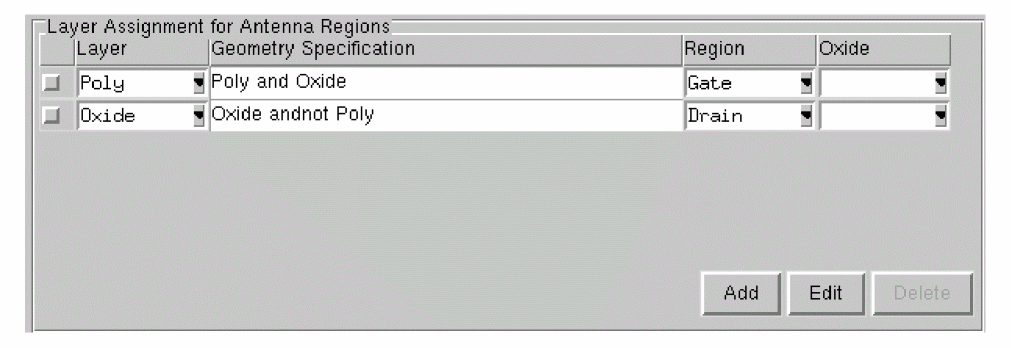 Layer Assignment for Antenna Regions
Layer Geometry Specification Region Oxide
Poly Poly and Oxide Gate
Oxide Oxide andnot Poly Drain
Add Edit Delete